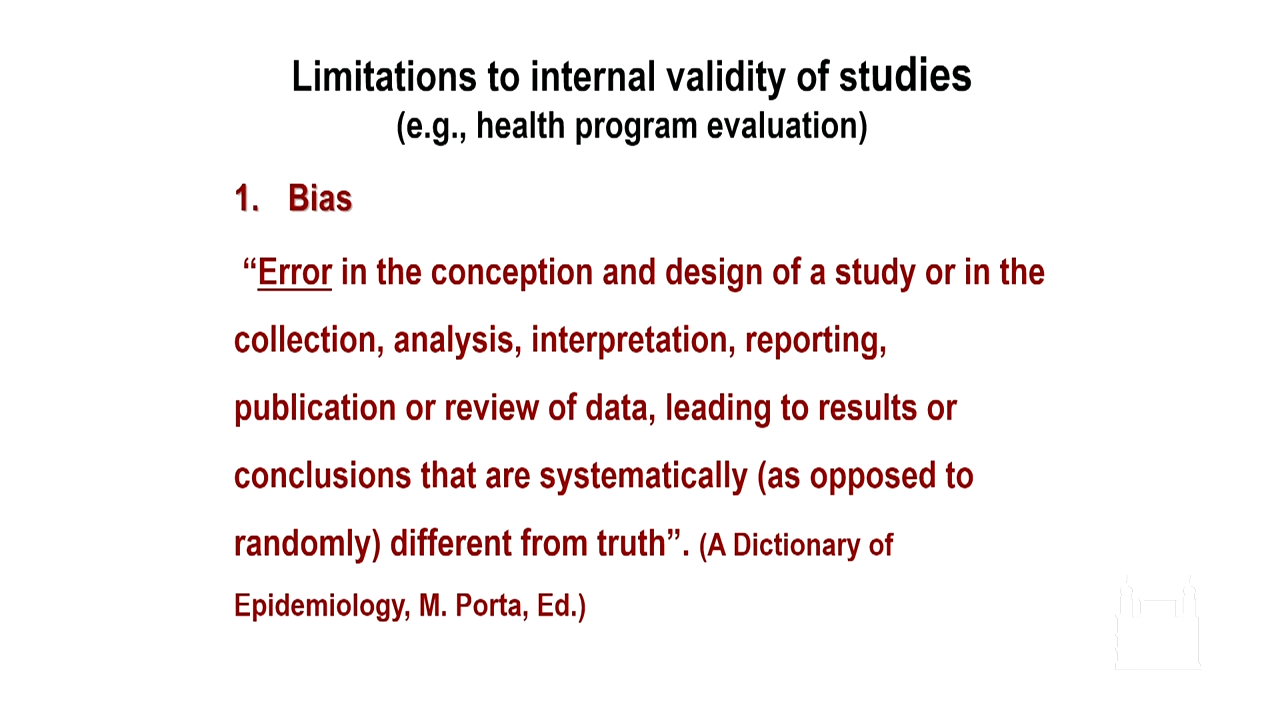 Limitations to internal validity of studies
(e.g., health program evaluation)
1. Bias
“Error in the conception and design of a study or in the
collection, analysis, interpretation, reporting,
publication or review of data, leading to results or
conclusions that are systematically (as opposed to
randomly) different from truth”. (A Dictionary of
Epidemiology, M. Porta, Ed.)